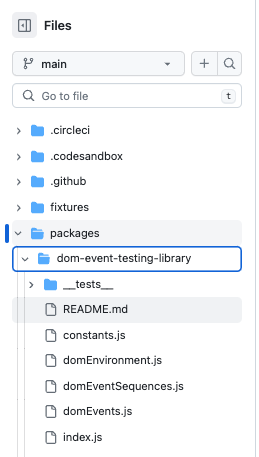 Files
main
Go to file
t
.circleci
.codesandbox
.github
fixtures
packages
dom-event-testing-library
__tests__
README.md
constants.js
domEnvironment.js
domEventSequences.js
domEvents.js
index.js